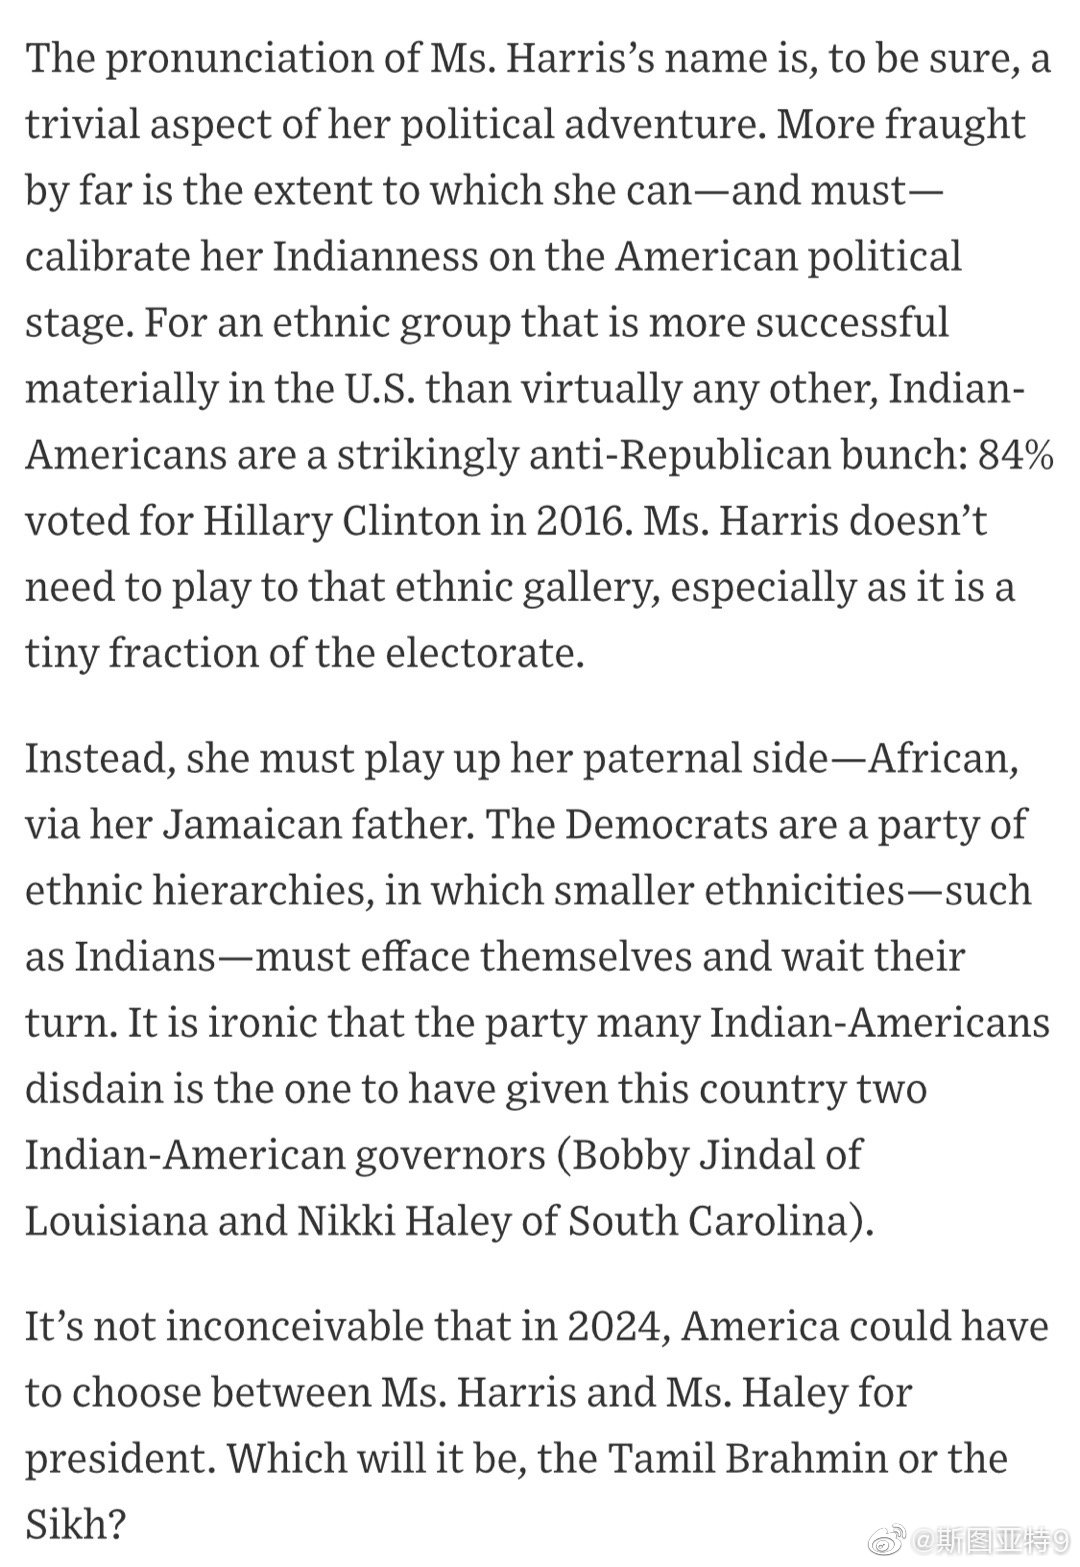 The pronunciation of Ms. Harris’s name is, to be sure, a
trivial aspect of her political adventure. More fraught
by far is the extent to which she can—and must—
calibrate her Indianness on the American political
stage. For an ethnic group that is more successful
materially in the U.S. than virtually any other, Indian-
Americans are a strikingly anti-Republican bunch: 84%
voted for Hillary Clinton in 2016. Ms. Harris doesn’t
need to play to that ethnic gallery, especially as it is a
tiny fraction of the electorate.
Instead, she must play up her paternal side—African,
via her Jamaican father. The Democrats are a party of
ethnic hierarchies, in which smaller ethnicities—such
as Indians—must efface themselves and wait their
turn. It is ironic that the party many Indian-Americans
disdain is the one to have given this country two
Indian-American governors (Bobby Jindal of
Louisiana and Nikki Haley of South Carolina).
It’s not inconceivable that in 2024, America could have
to choose between Ms. Harris and Ms. Haley for
president. Which will it be, the Tamil Brahmin or the
Sikh?
@斯图亚特9